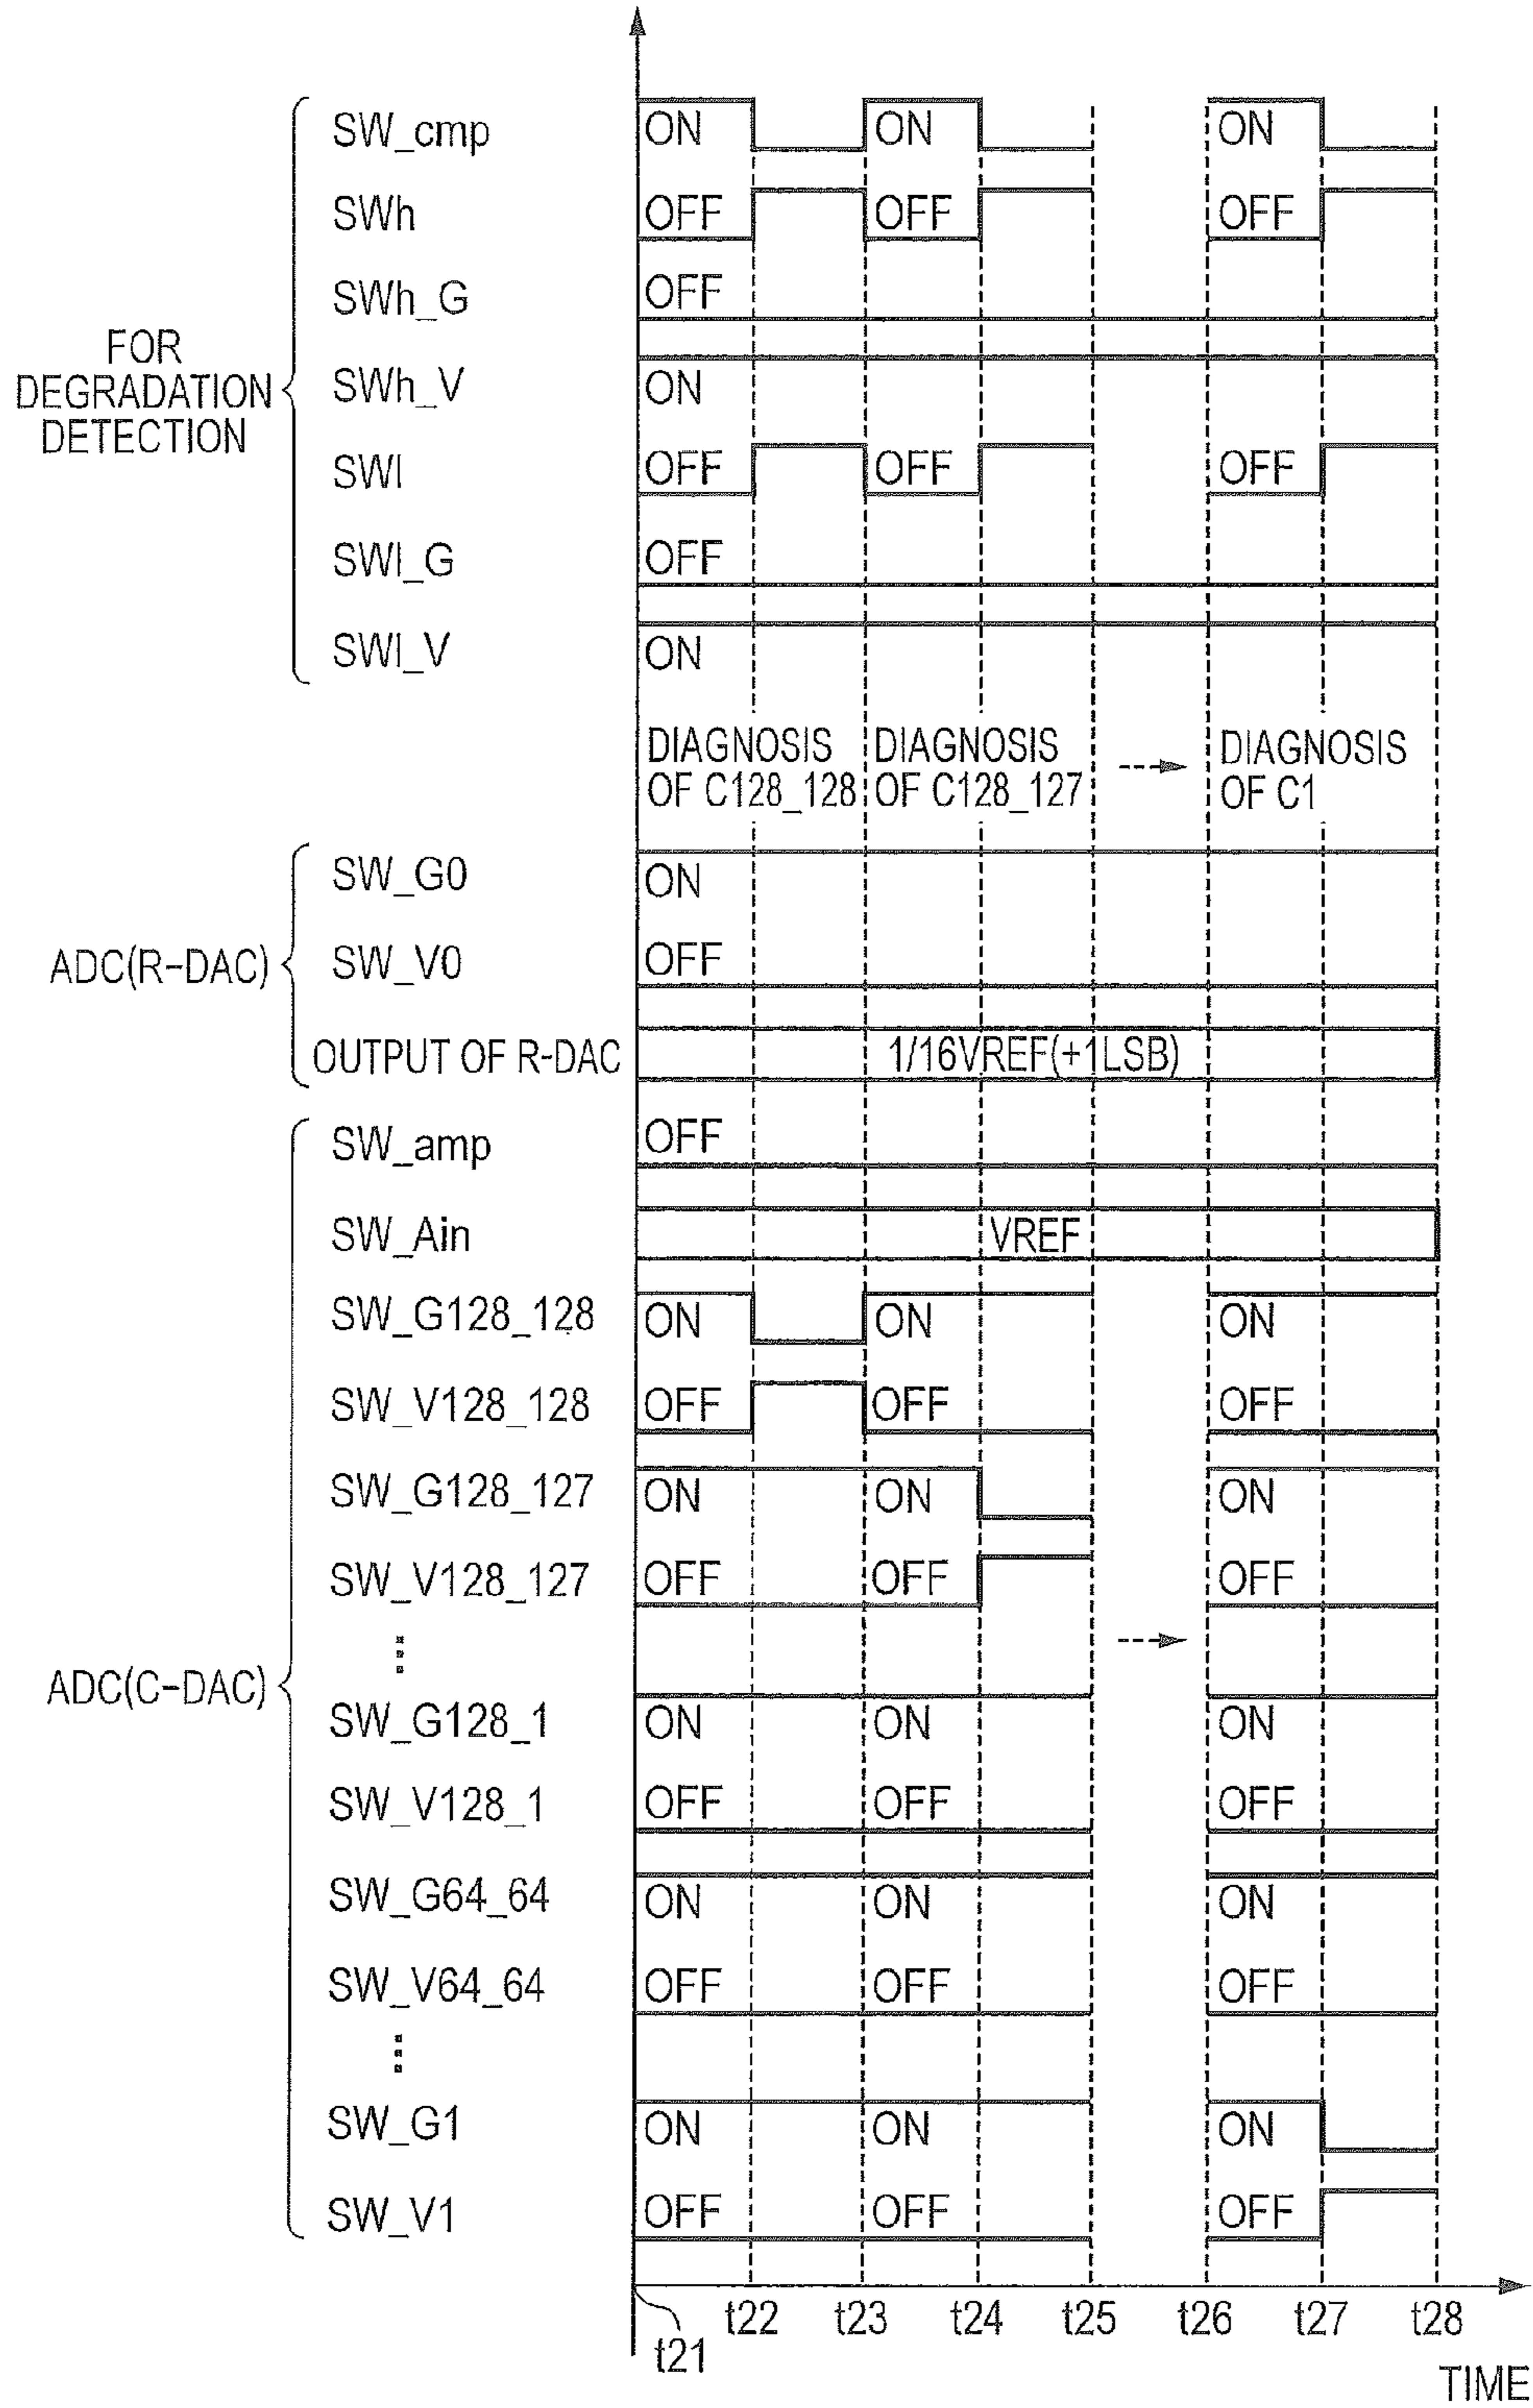 SW_cmp ON ON ON
SWh OFF OFF OFF
SWh_G OFF
FOR
DEGRADATION
DETECTION
SWh_V ON
SWl OFF OFF OFF
SWl_G OFF
SWl_V ON
DIAGNOSIS
OF C128_128
DIAGNOSIS
OF C128_127
DIAGNOSIS
OF C1
ADC(R-DAC)
SW_G0 ON
SW_V0 OFF
OUTPUT OF R-DAC 1/16VREF(+1LSB)
ADC(C-DAC)
SW_amp OFF
SW_Ain VREF
SW_G128_128 ON ON ON
SW_V128_128 OFF OFF OFF
SW_G128_127 ON ON ON
SW_V128_127 OFF OFF OFF
SW_G128_1 ON ON ON
SW_V128_1 OFF OFF OFF
SW_G64_64 ON ON ON
SW_V64_64 OFF OFF OFF
SW_G1 ON ON ON
SW_V1 OFF OFF OFF
t21 t22 t23 t24 t25 t26 t27 t28
TIME